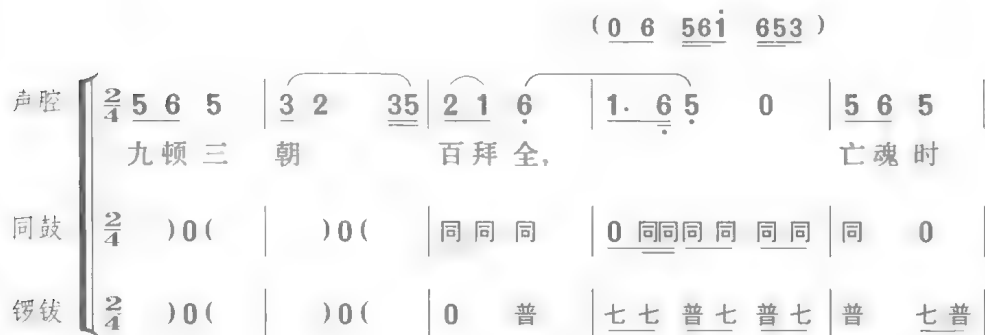 (0 6 561̇ 653)
声腔 2/4 5 6 5 | 3 2 35 | 2 1 6̣ | 1. 6̣ 5̣ 0 | 5 6 5 |
九顿三 朝 百拜全, 亡魂时
同鼓 2/4 )0( | )0( | 同同 同 | 0 同同同同 同同 | 同 0
锣钹 2/4 )0( | )0( | 0 普 | 七七 普七 普七 | 普 七普